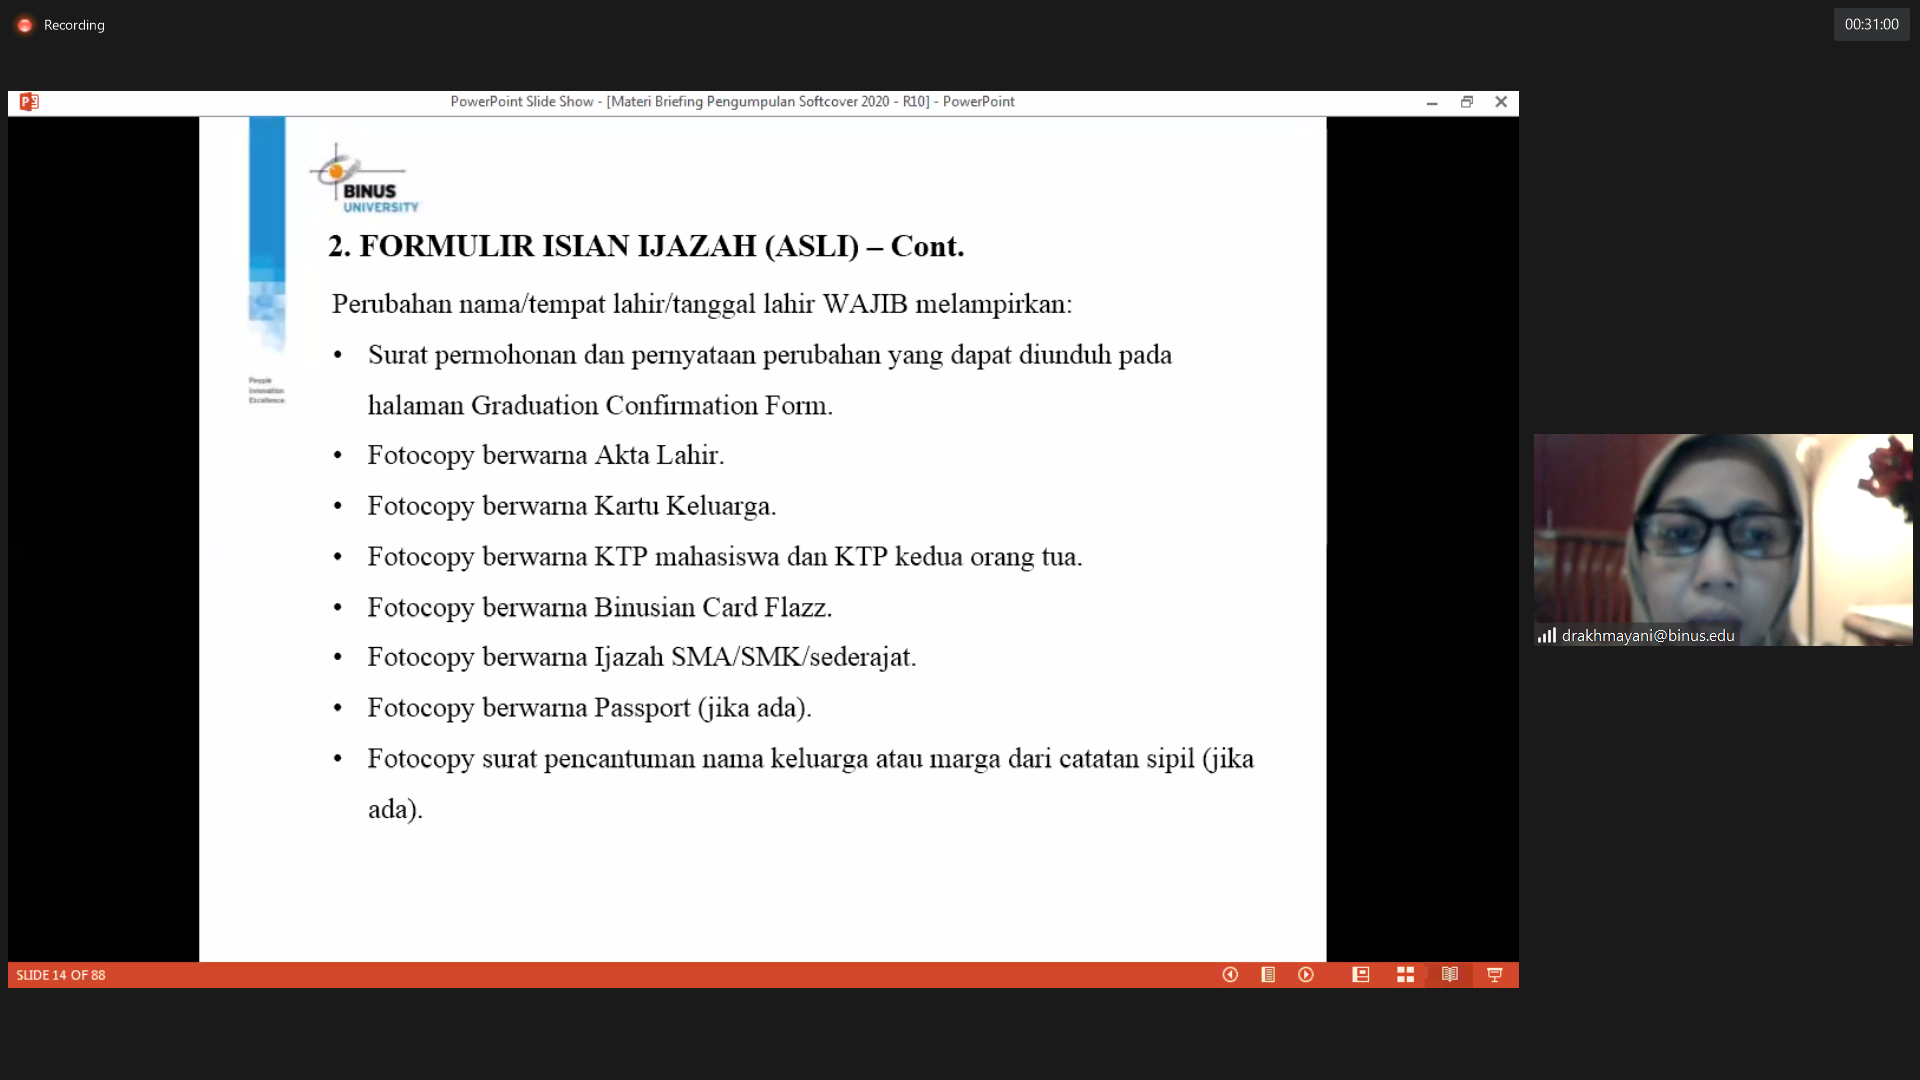 Recording
00:31:00
PowerPoint Slide Show - [Materi Briefing Pengumpulan Softcover 2020 - R10] - PowerPoint
BINUS
UNIVERSITY
2. FORMULIR ISIAN IJAZAH (ASLI) – Cont.
Perubahan nama/tempat lahir/tanggal lahir WAJIB melampirkan:
• Surat permohonan dan pernyataan perubahan yang dapat diunduh pada
halaman Graduation Confirmation Form.
• Fotocopy berwarna Akta Lahir.
• Fotocopy berwarna Kartu Keluarga.
• Fotocopy berwarna KTP mahasiswa dan KTP kedua orang tua.
• Fotocopy berwarna Binusian Card Flazz.
• Fotocopy berwarna Ijazah SMA/SMK/sederajat.
• Fotocopy berwarna Passport (jika ada).
• Fotocopy surat pencantuman nama keluarga atau marga dari catatan sipil (jika
ada).
People
Innovation
Excellence
SLIDE 14 OF 88
drakhmayani@binus.edu